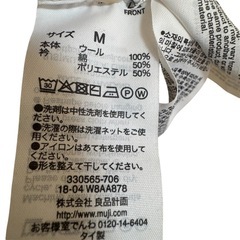 FRONT
サイズ M
本体 ウール 100%
衿 綿 50%
ポリエステル 50%
30
●洗剤は中性洗剤を使用して
ください。
●洗濯の際は洗濯ネットをご使
用ください。
●アイロンはあて布を使用して
ください。
●形を整えて干してください。
330565-706
18-04 W8AA878
株式会社 良品計画
http://www.muji.com
お客様室でんわ 0120-14-6404
タイ製